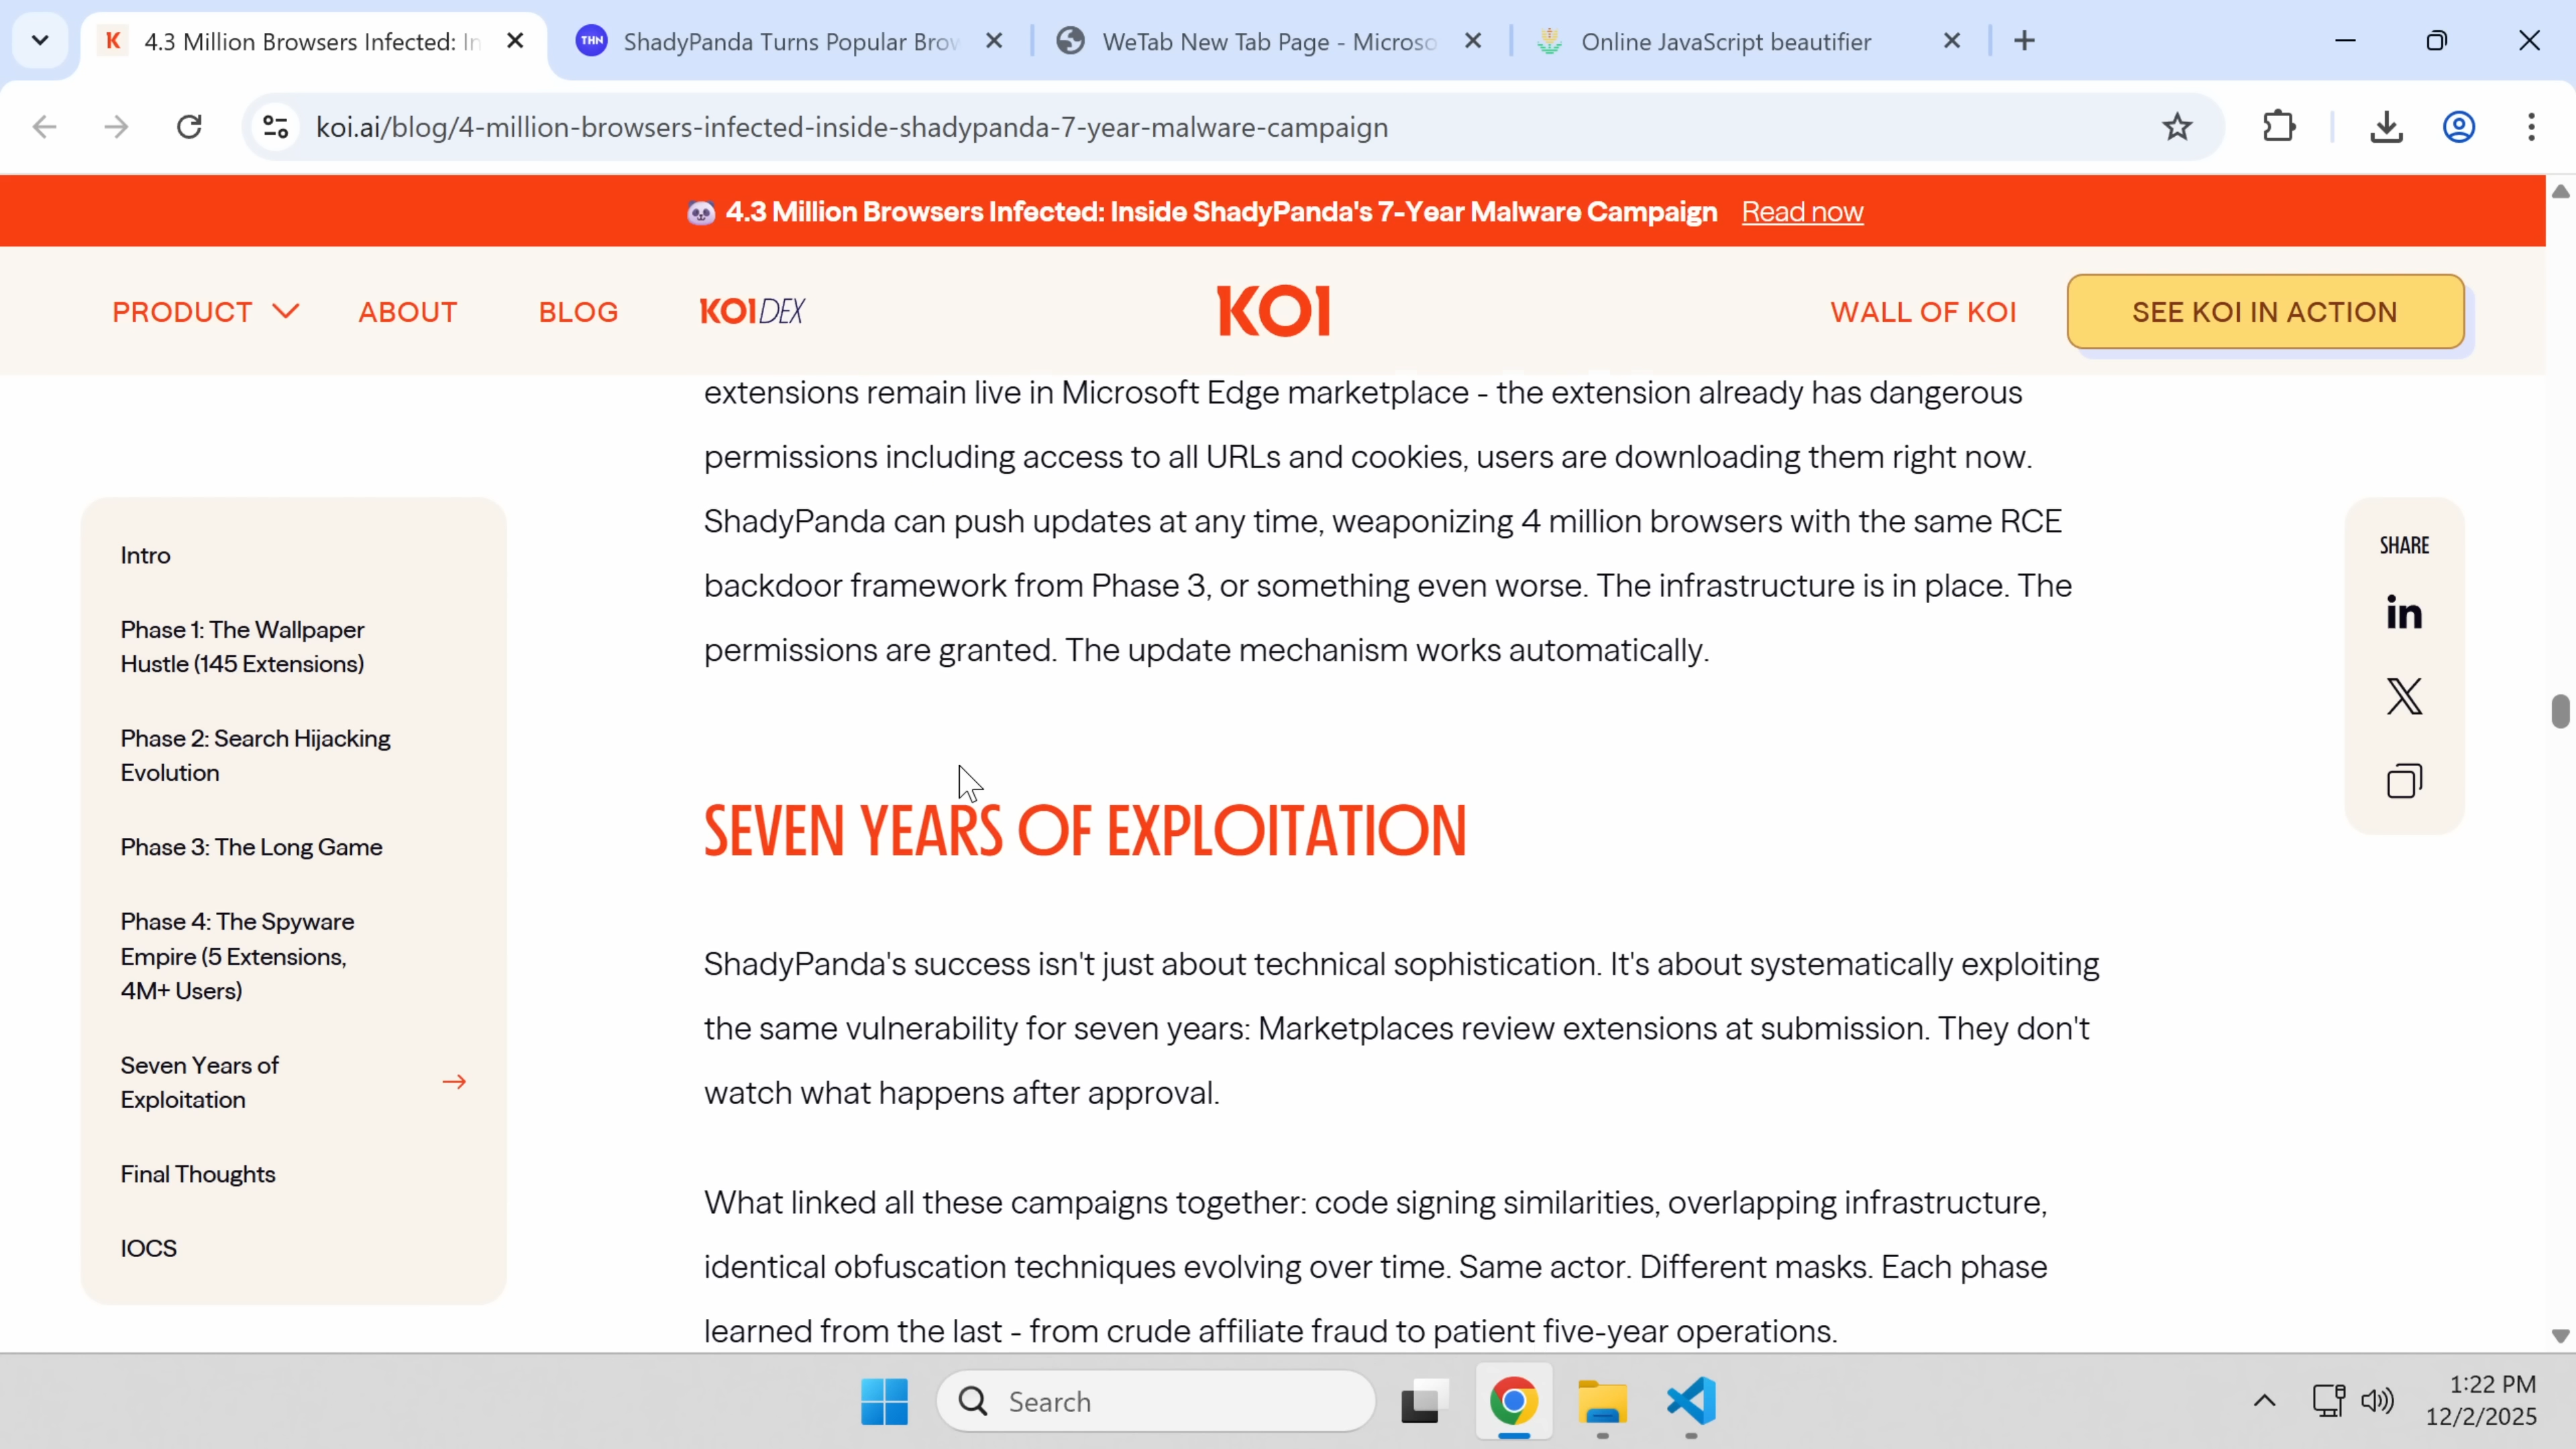 4.3 Million Browsers Infected: In
THN
ShadyPanda Turns Popular Brow
WeTab New Tab Page - Microso
Online JavaScript beautifier
koi.ai/blog/4-million-browsers-infected-inside-shadypanda-7-year-malware-campaign
4.3 Million Browsers Infected: Inside ShadyPanda's 7-Year Malware Campaign Read now
PRODUCT
ABOUT
BLOG
KOIDEX
KOI
WALL OF KOI
SEE KOI IN ACTION
extensions remain live in Microsoft Edge marketplace - the extension already has dangerous
permissions including access to all URLs and cookies, users are downloading them right now.
ShadyPanda can push updates at any time, weaponizing 4 million browsers with the same RCE
backdoor framework from Phase 3, or something even worse. The infrastructure is in place. The
permissions are granted. The update mechanism works automatically.
SEVEN YEARS OF EXPLOITATION
ShadyPanda's success isn't just about technical sophistication. It's about systematically exploiting
the same vulnerability for seven years: Marketplaces review extensions at submission. They don't
watch what happens after approval.
What linked all these campaigns together: code signing similarities, overlapping infrastructure,
identical obfuscation techniques evolving over time. Same actor. Different masks. Each phase
learned from the last - from crude affiliate fraud to patient five-year operations.
Intro
Phase 1: The Wallpaper
Hustle (145 Extensions)
Phase 2: Search Hijacking
Evolution
Phase 3: The Long Game
Phase 4: The Spyware
Empire (5 Extensions,
4M+ Users)
Seven Years of
Exploitation
Final Thoughts
IOCS
SHARE
in
X
Search
1:22 PM
12/2/2025